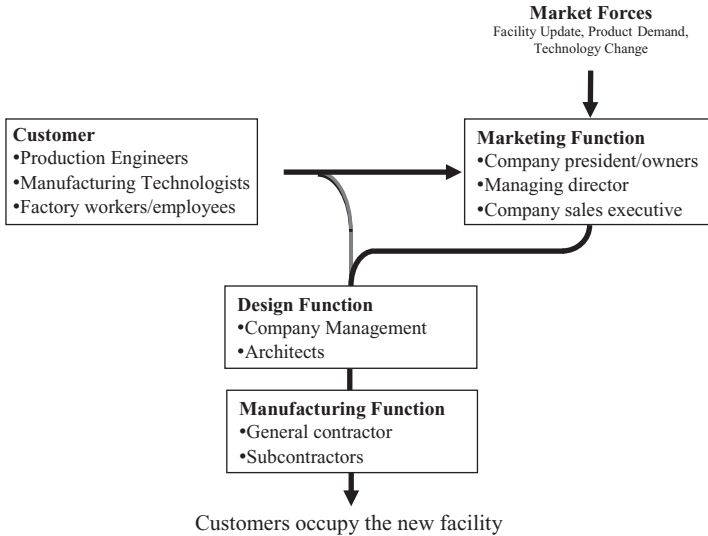 Market Forces
Facility Update, Product Demand,
Technology Change
Customer
•Production Engineers
•Manufacturing Technologists
•Factory workers/employees
Marketing Function
•Company president/owners
•Managing director
•Company sales executive
Design Function
•Company Management
•Architects
Manufacturing Function
•General contractor
•Subcontractors
Customers occupy the new facility